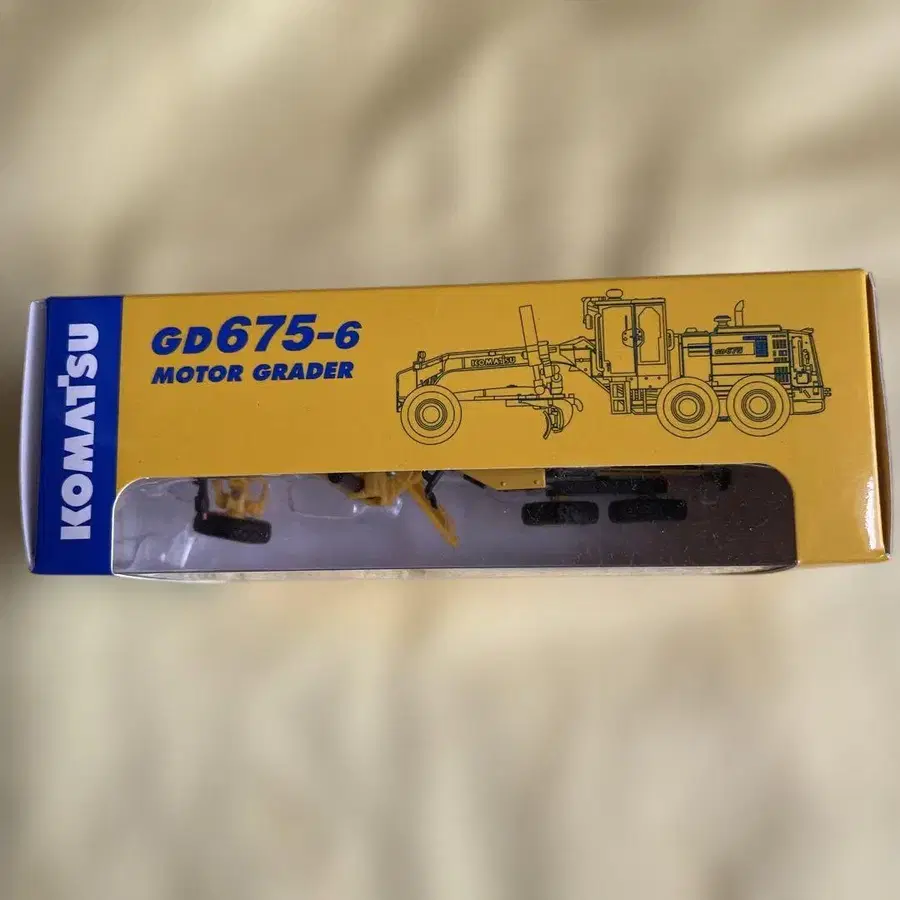 KOMATSU
GD675-6
MOTOR GRADER
KOMATSU
GD675